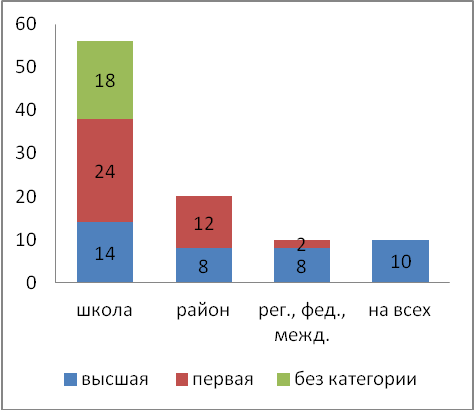 60
50
40
30
20
10
0
18
24
14
12
8
2
8
10
школа
район
рег., фед.,
межд.
на всех
высшая
первая
без категории